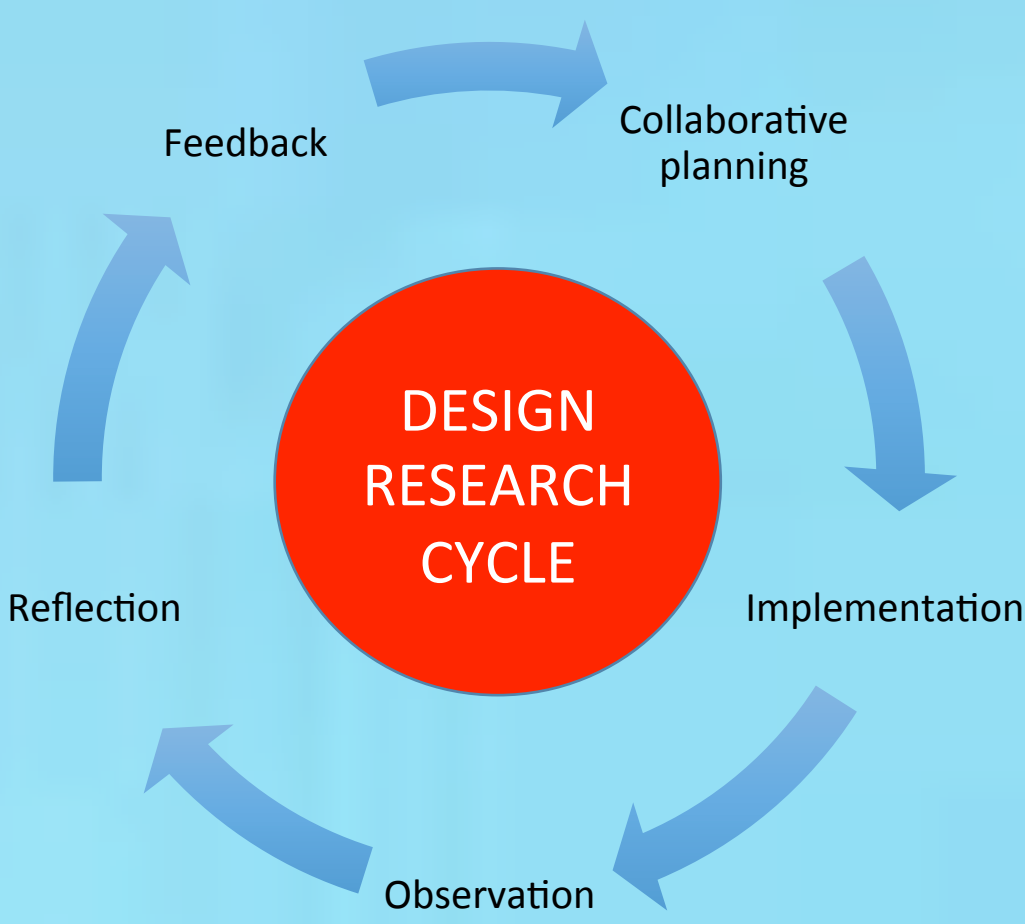 Feedback
Collaborative
planning
DESIGN
RESEARCH
CYCLE
Reflection
Implementation
Observation